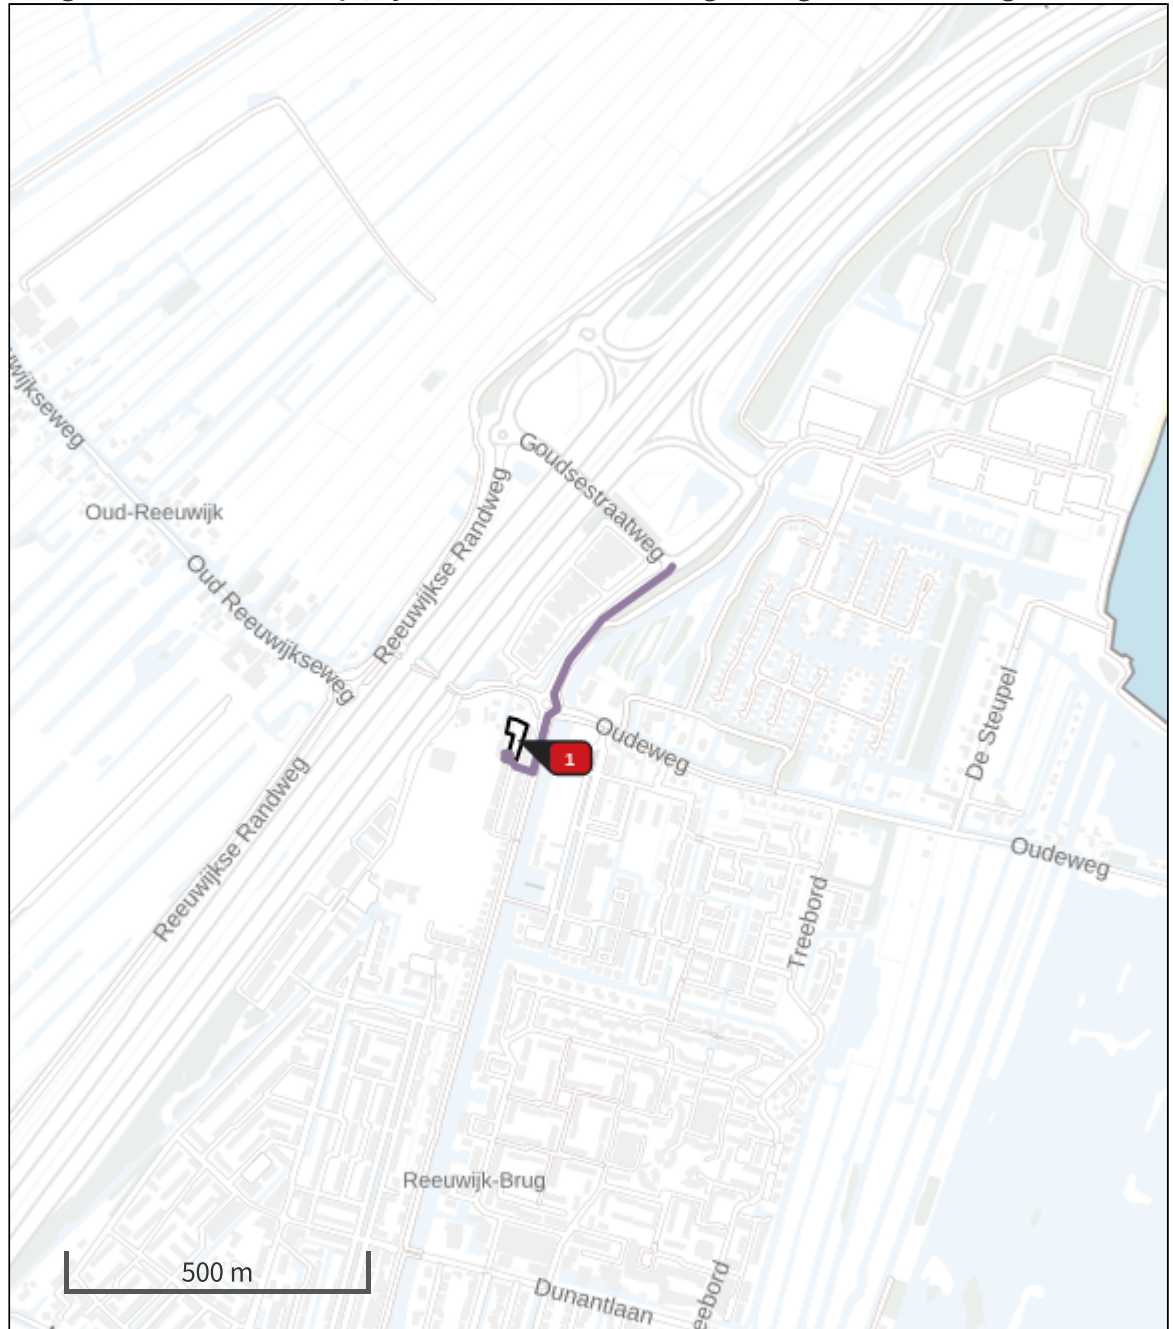 uwijkseweg
Goudsestraatweg
Oud-Reeuwijk
Reeuwijkse Randweg
Oud Reeuwijkseweg
De Steupel
Oudeweg
1
Reeuwijkse Randweg
Oudeweg
Treebord
Reeuwijk-Brug
500 m
Dunantlaan
eebord